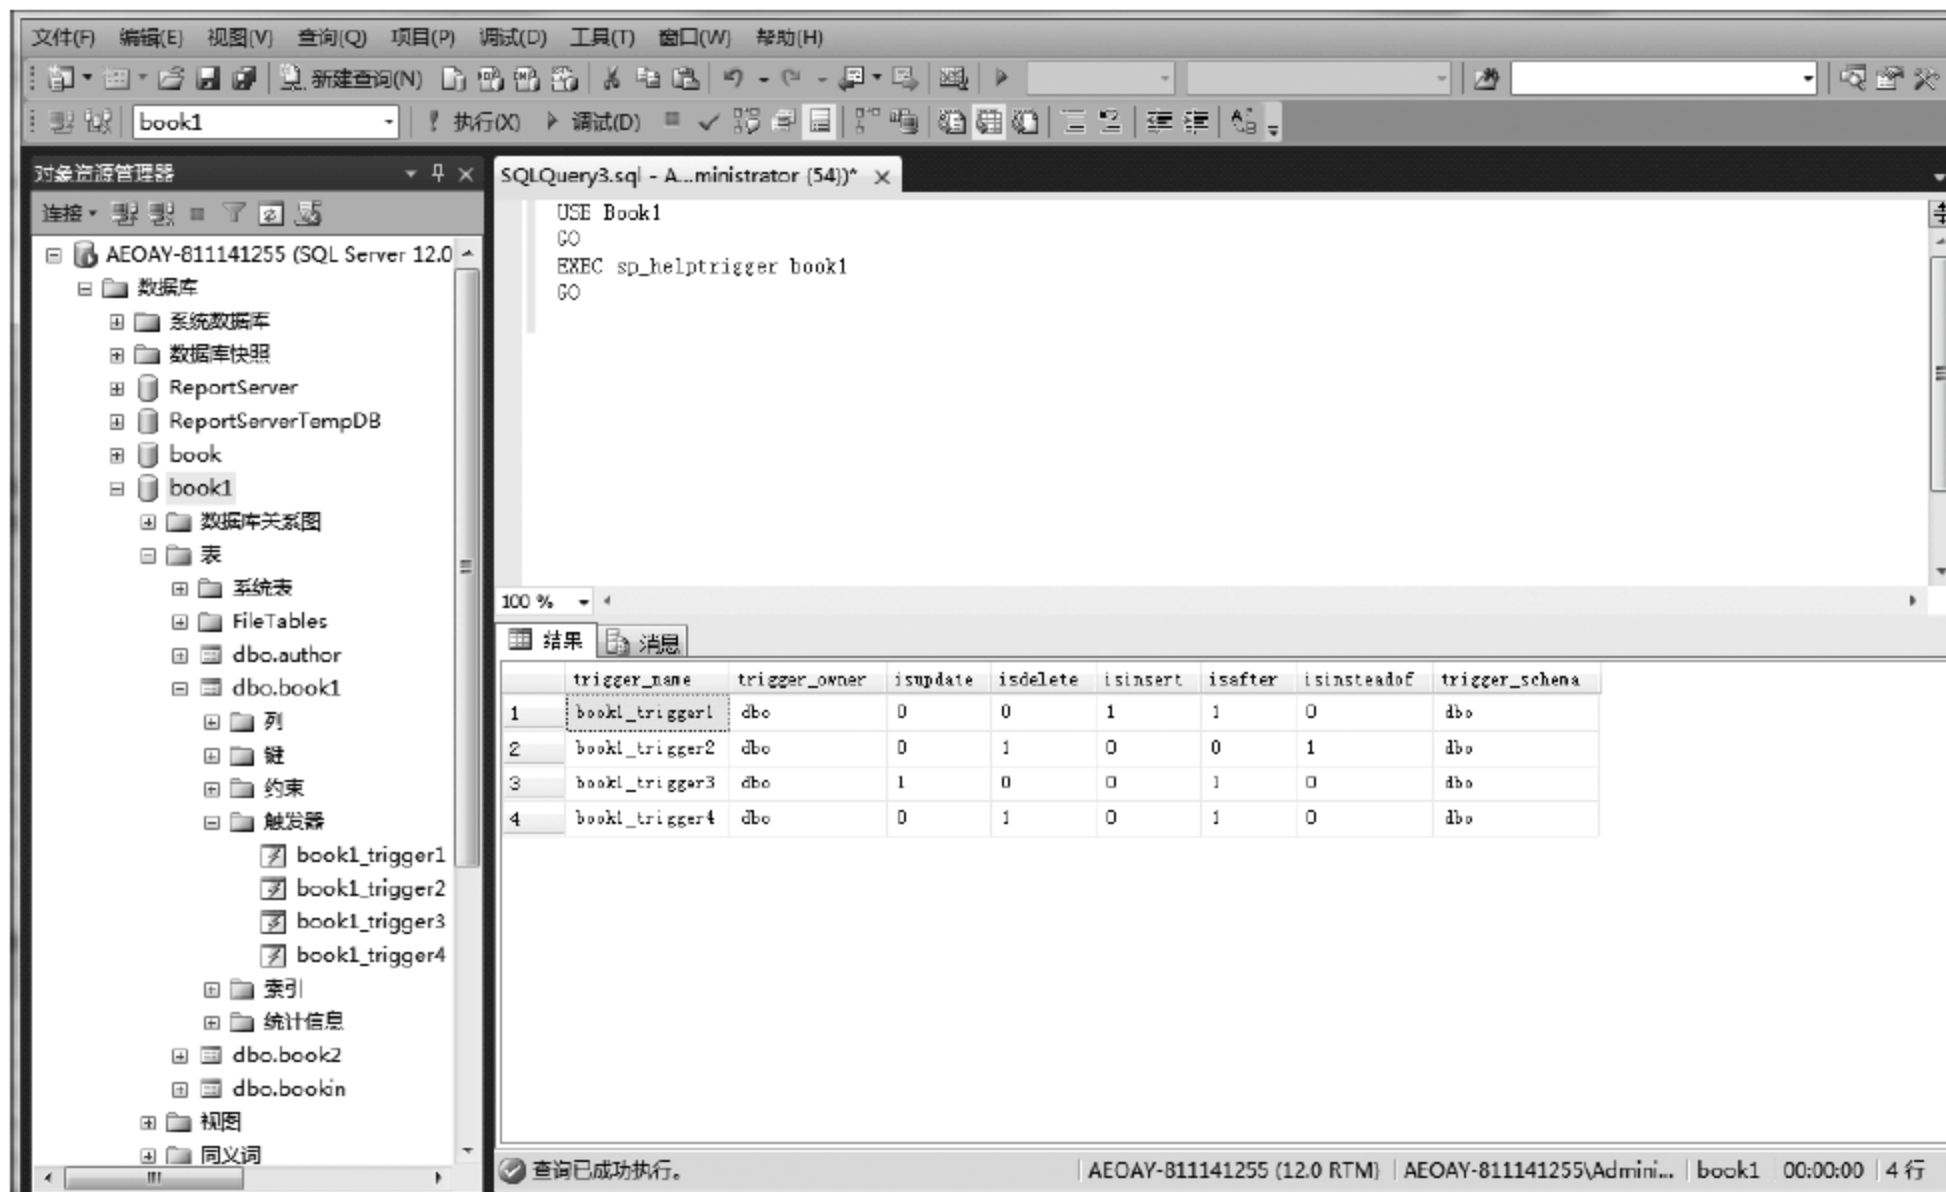 文件(F) 编辑(E) 视图(V) 查询(Q) 项目(P) 调试(D) 工具(T) 窗口(W) 帮助(H)
新建查询(N)
book1 执行(X) 调试(D)
对象资源管理器
连接
AEOAY-811141255 (SQL Server 12.0
数据库
系统数据库
数据库快照
ReportServer
ReportServerTempDB
book
book1
数据库关系图
表
系统表
FileTables
dbo.author
dbo.book1
列
键
约束
触发器
book1_trigger1
book1_trigger2
book1_trigger3
book1_trigger4
索引
统计信息
dbo.book2
dbo.bookin
视图
同义词
SQLQuery3.sql - A...ministrator (54))*
USE Book1
GO
EXEC sp_helptrigger book1
GO
100 %
结果 消息
trigger_name trigger_owner isupdate isdelete isinsert isafter isinsteadof trigger_schema
1 book1_trigger1 dbo 0 0 1 1 0 dbo
2 book1_trigger2 dbo 0 1 0 0 1 dbo
3 book1_trigger3 dbo 1 0 0 1 0 dbo
4 book1_trigger4 dbo 0 1 0 1 0 dbo
查询已成功执行。 AEOAY-811141255 (12.0 RTM) AEOAY-811141255\Admini... book1 00:00:00 4 行